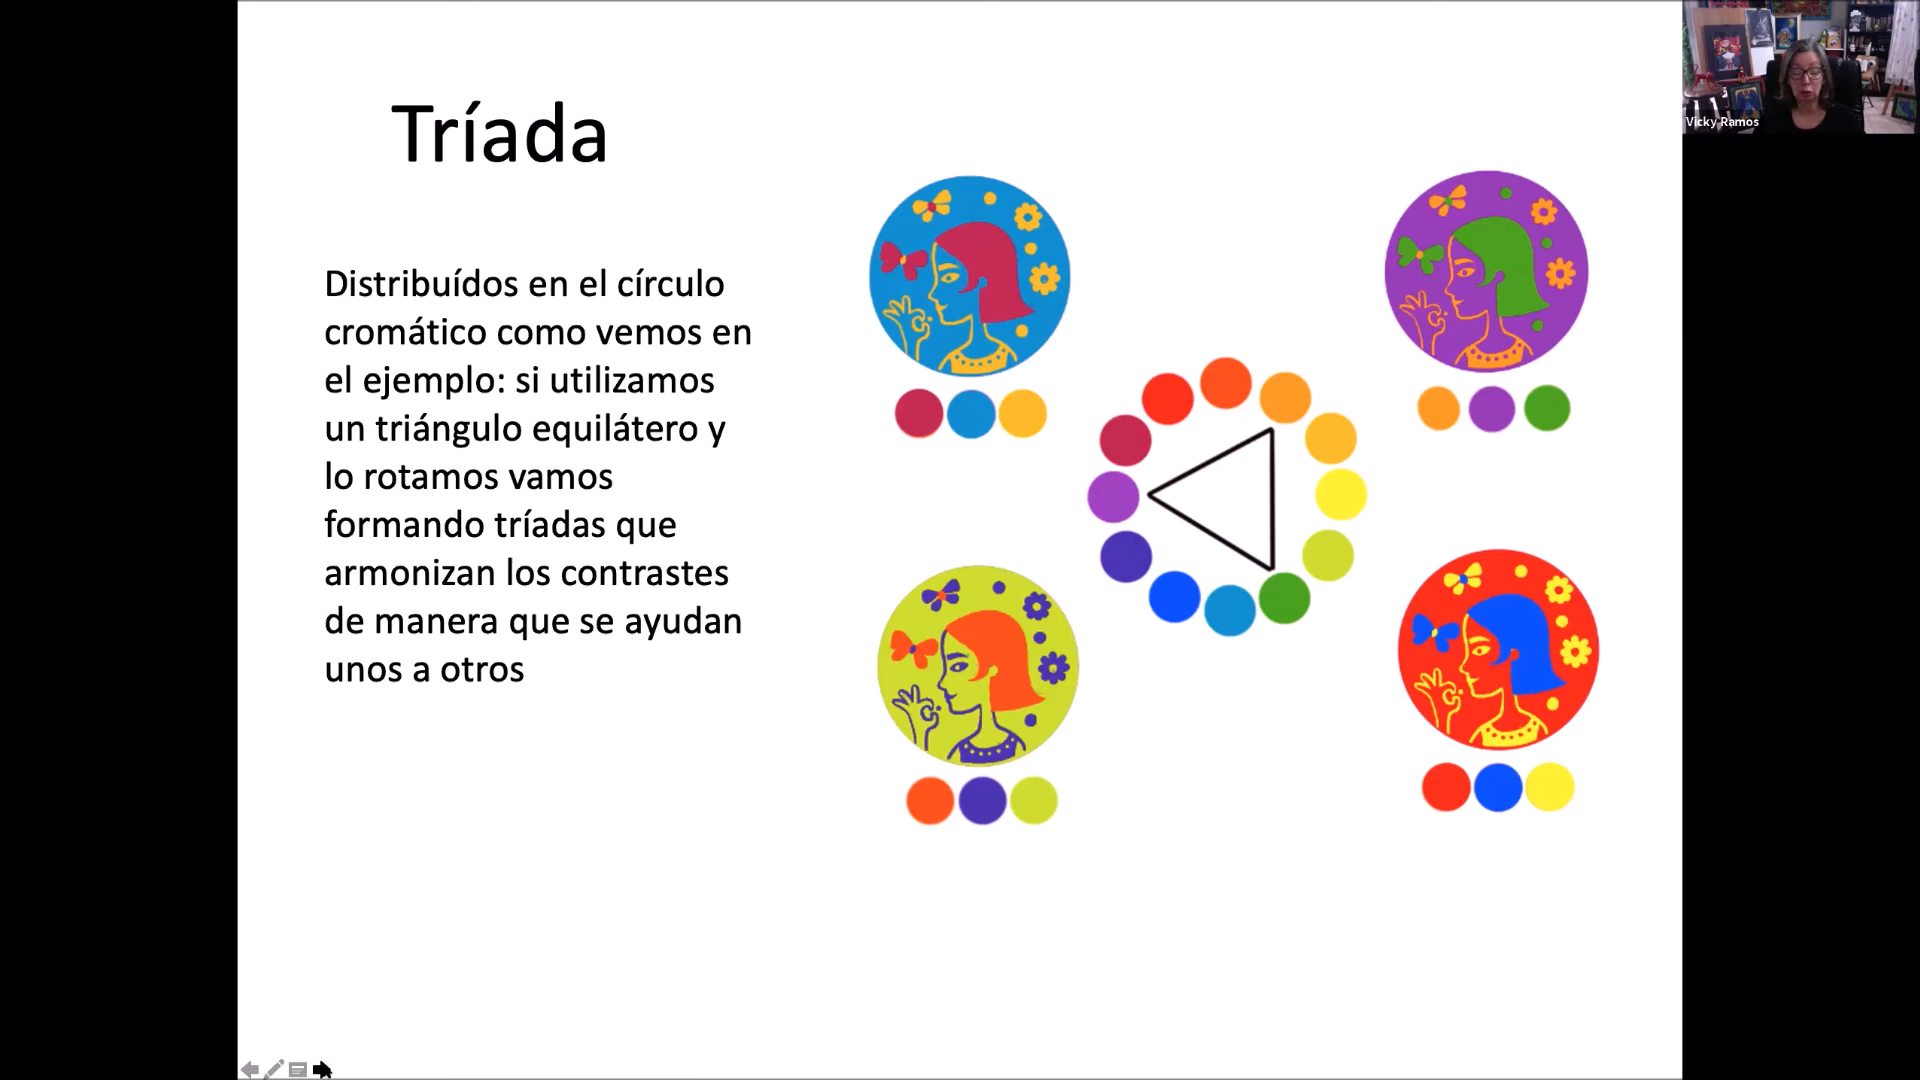 Tríada
Distribuídos en el círculo
cromático como vemos en
el ejemplo: si utilizamos
un triángulo equilátero y
lo rotamos vamos
formando tríadas que
armonizan los contrastes
de manera que se ayudan
unos a otros
Vicky Ramos